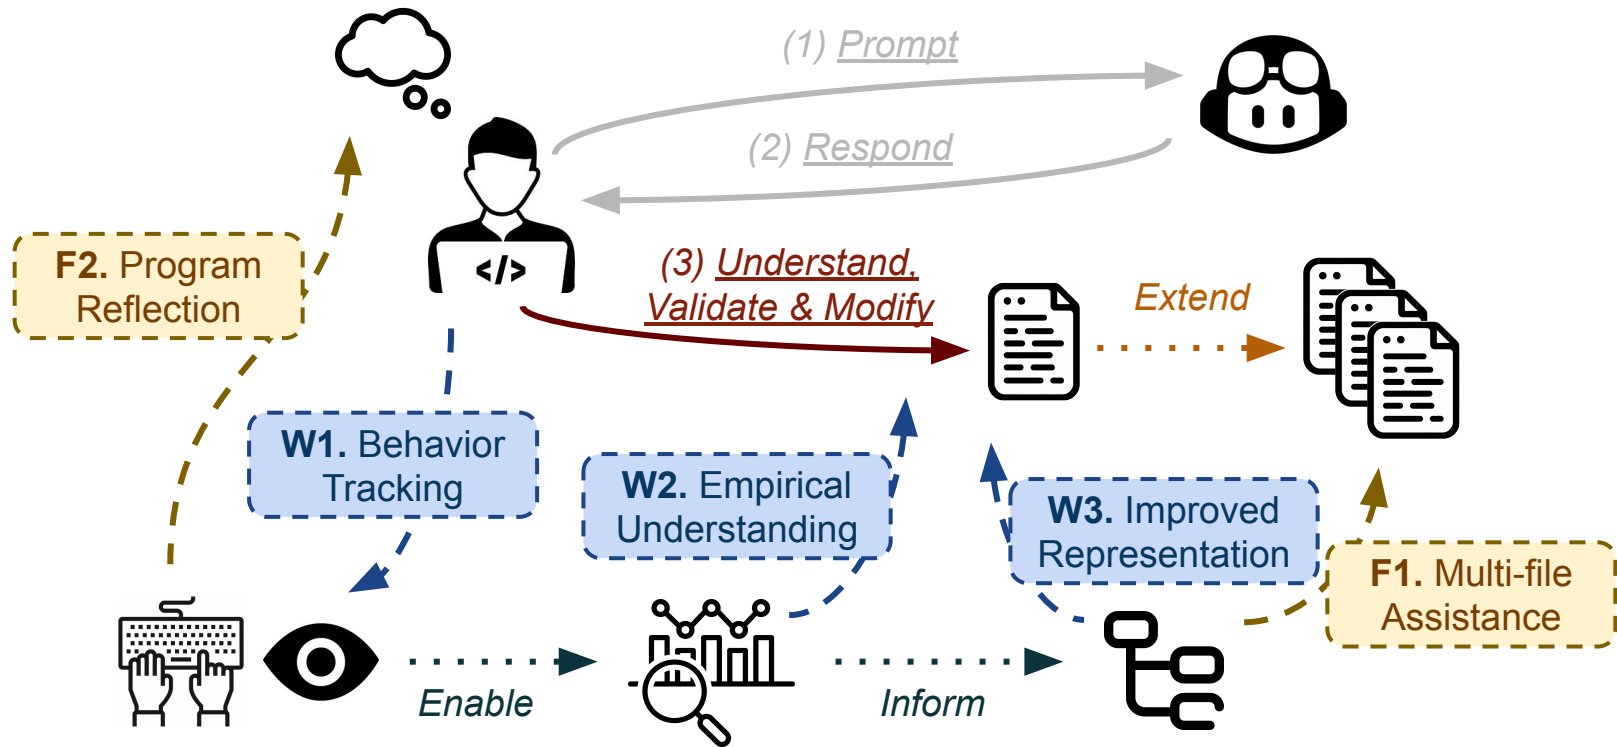 (1) Prompt
(2) Respond
F2. Program
Reflection
</>
(3) Understand,
Validate & Modify
Extend
W1. Behavior
Tracking
W2. Empirical
Understanding
W3. Improved
Representation
F1. Multi-file
Assistance
Enable
Inform